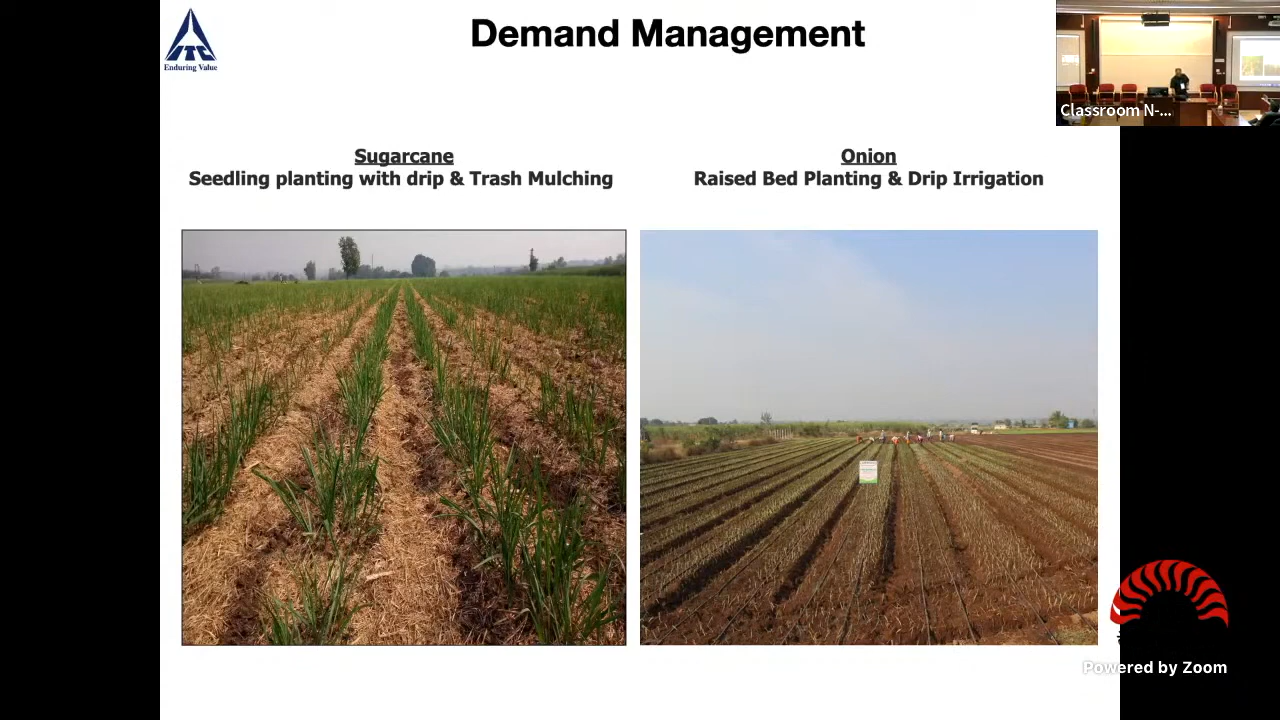 Demand Management
ITC
Enduring Value
Classroom N-...
Sugarcane
Seedling planting with drip & Trash Mulching
Onion
Raised Bed Planting & Drip Irrigation
Powered by Zoom